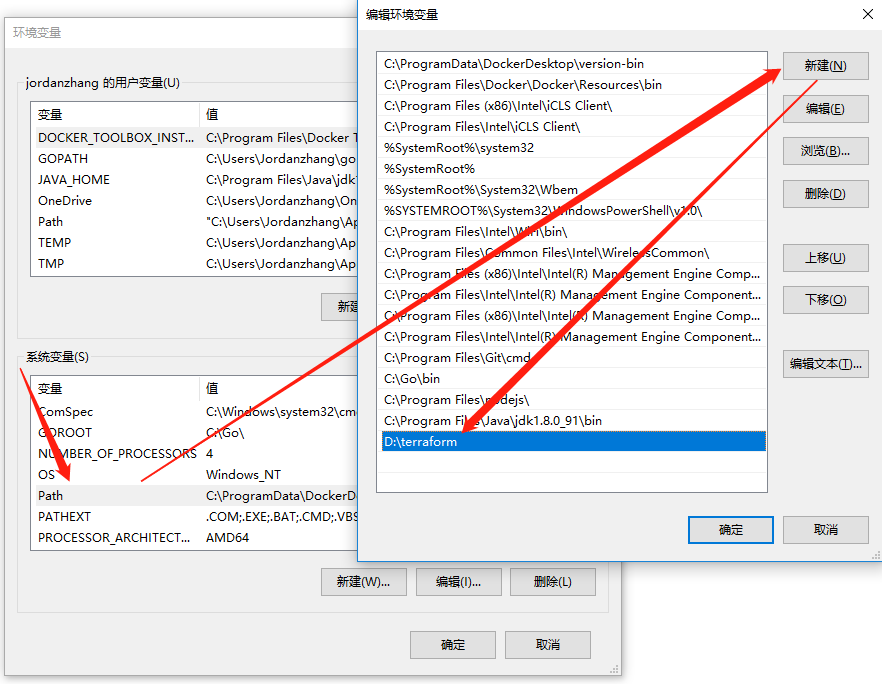 环境变量
jordanzhang 的用户变量(U)
变量 值
DOCKER_TOOLBOX_INST... C:\Program Files\Docker T
GOPATH C:\Users\Jordanzhang\go
JAVA_HOME C:\Program Files\Java\jdk
OneDrive C:\Users\Jordanzhang\On
Path "C:\Users\Jordanzhang\Ap
TEMP C:\Users\Jordanzhang\Ap
TMP C:\Users\Jordanzhang\Ap
新建
系统变量(S)
变量 值
ComSpec C:\Windows\system32\cm
GOROOT C:\Go\
NUMBER_OF_PROCESSORS 4
OS Windows_NT
Path C:\ProgramData\DockerD
PATHEXT .COM;.EXE;.BAT;.CMD;.VBS
PROCESSOR_ARCHITECT... AMD64
新建(W)... 编辑(I)... 删除(L)
确定 取消
编辑环境变量
C:\ProgramData\DockerDesktop\version-bin
C:\Program Files\Docker\Docker\Resources\bin
C:\Program Files (x86)\Intel\iCLS Client\
C:\Program Files\Intel\iCLS Client\
%SystemRoot%\system32
%SystemRoot%
%SystemRoot%\System32\Wbem
%SYSTEMROOT%\System32\WindowsPowerShell\v1.0\
C:\Program Files\Intel\WiFi\bin\
C:\Program Files\Common Files\Intel\WirelessCommon\
C:\Program Files (x86)\Intel\Intel(R) Management Engine Comp...
C:\Program Files\Intel\Intel(R) Management Engine Component...
C:\Program Files (x86)\Intel\Intel(R) Management Engine Comp...
C:\Program Files\Intel\Intel(R) Management Engine Component...
C:\Program Files\Git\cmd
C:\Go\bin
C:\Program Files\nodejs\
C:\Program Files\Java\jdk1.8.0_91\bin
D:\terraform
新建(N)
编辑(E)
浏览(B)...
删除(D)
上移(U)
下移(O)
编辑文本(T)...
确定 取消